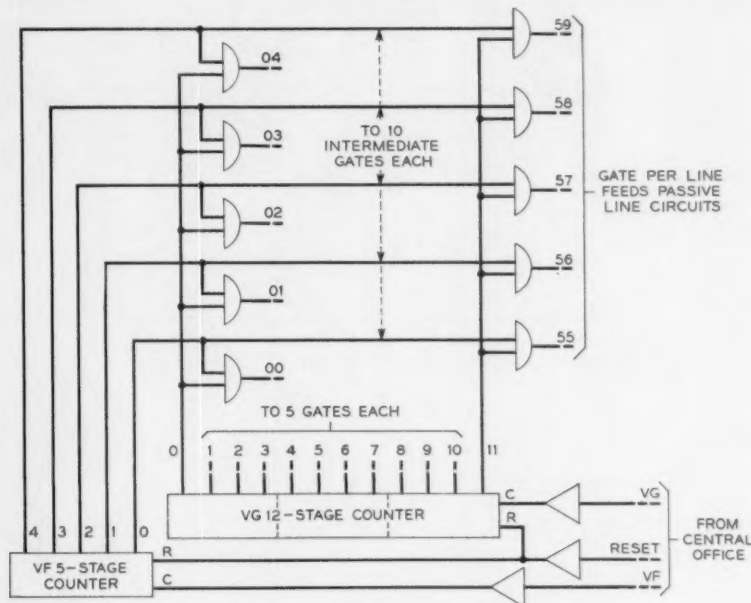 59
04
58
03
TO 10
INTERMEDIATE
GATES EACH
57
GATE PER LINE
FEEDS PASSIVE
LINE CIRCUITS
02
56
01
55
00
TO 5 GATES EACH
0 1 2 3 4 5 6 7 8 9 10 11
VG 12-STAGE COUNTER
C
VG
R
4 3 2 1 0
RESET
FROM
CENTRAL
OFFICE
VF 5-STAGE
COUNTER
R
C
VF